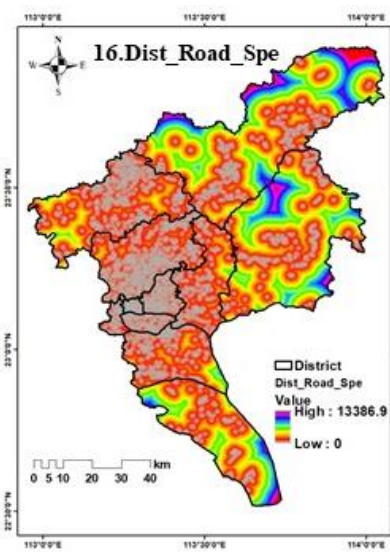 113°0'0"E 113°30'0"E 114°0'0"E
N
W E
S
16.Dist_Road_Spe
23°30'0"N
23°0'0"N
22°30'0"N
District
Dist_Road_Spe
Value
High : 13386.9
Low : 0
km
0 5 10 20 30 40
113°0'0"E 113°30'0"E 114°0'0"E